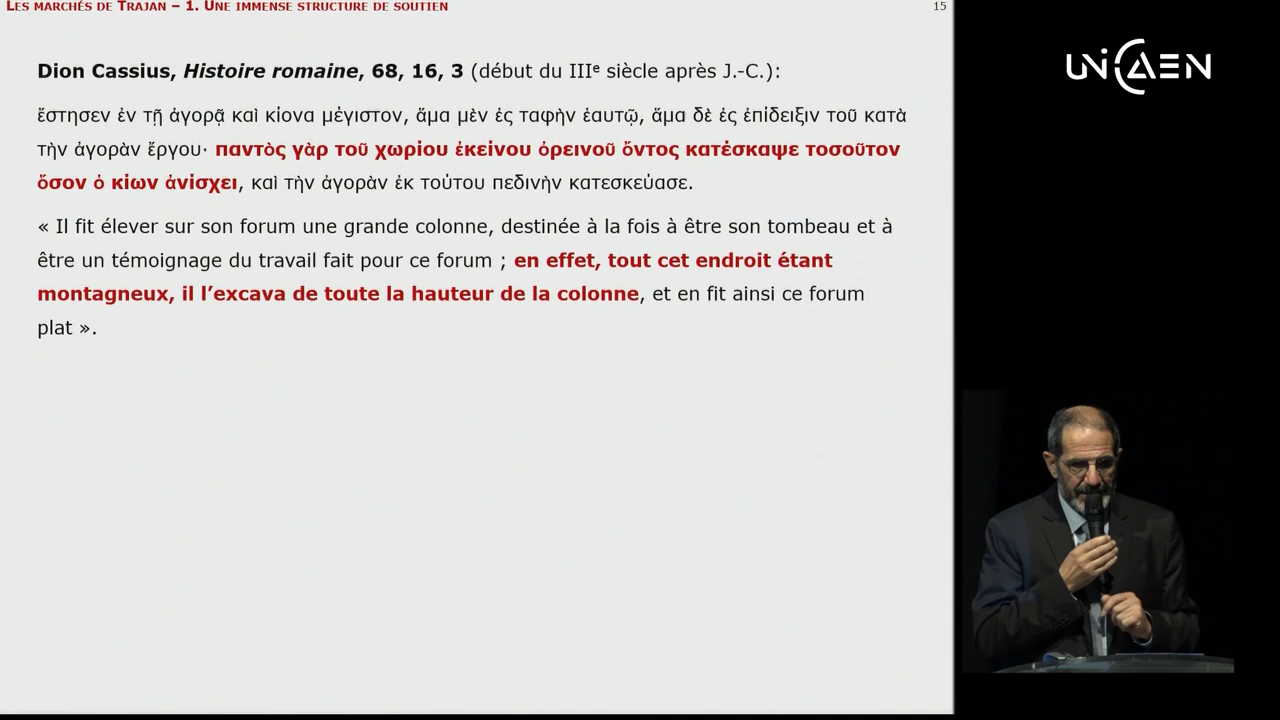 LES MARCHÉS DE TRAJAN – 1. UNE IMMENSE STRUCTURE DE SOUTIEN
15
Dion Cassius, Histoire romaine, 68, 16, 3 (début du IIIᵉ siècle après J.-C.):
ἔστησεν ἐν τῇ ἀγορᾷ καὶ κίονα μέγιστον, ἅμα μὲν ἐς ταφὴν ἑαυτῷ, ἅμα δὲ ἐς ἐπίδειξιν τοῦ κατὰ
τὴν ἀγορὰν ἔργου· παντὸς γὰρ τοῦ χωρίου ἐκείνου ὀρεινοῦ ὄντος κατέσκαψε τοσοῦτον
ὅσον ὁ κίων ἀνίσχει, καὶ τὴν ἀγορὰν ἐκ τούτου πεδινὴν κατεσκεύασε.
« Il fit élever sur son forum une grande colonne, destinée à la fois à être son tombeau et à
être un témoignage du travail fait pour ce forum ; en effet, tout cet endroit étant
montagneux, il l’excava de toute la hauteur de la colonne, et en fit ainsi ce forum
plat ».
UNICAEN